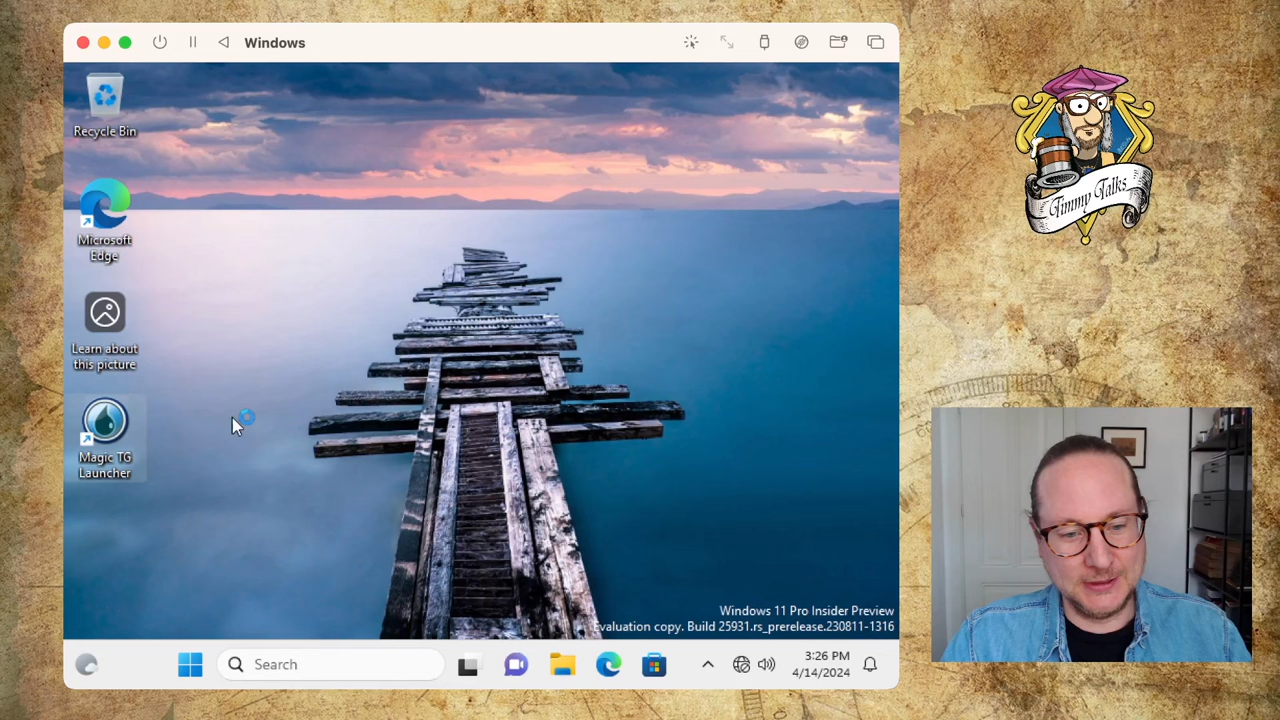 Windows
Recycle Bin
Microsoft
Edge
Learn about
this picture
Magic TG
Launcher
Windows 11 Pro Insider Preview
Evaluation copy. Build 25931.rs_prerelease.230811-1316
Search
3:26 PM
4/14/2024
Timmy Talks